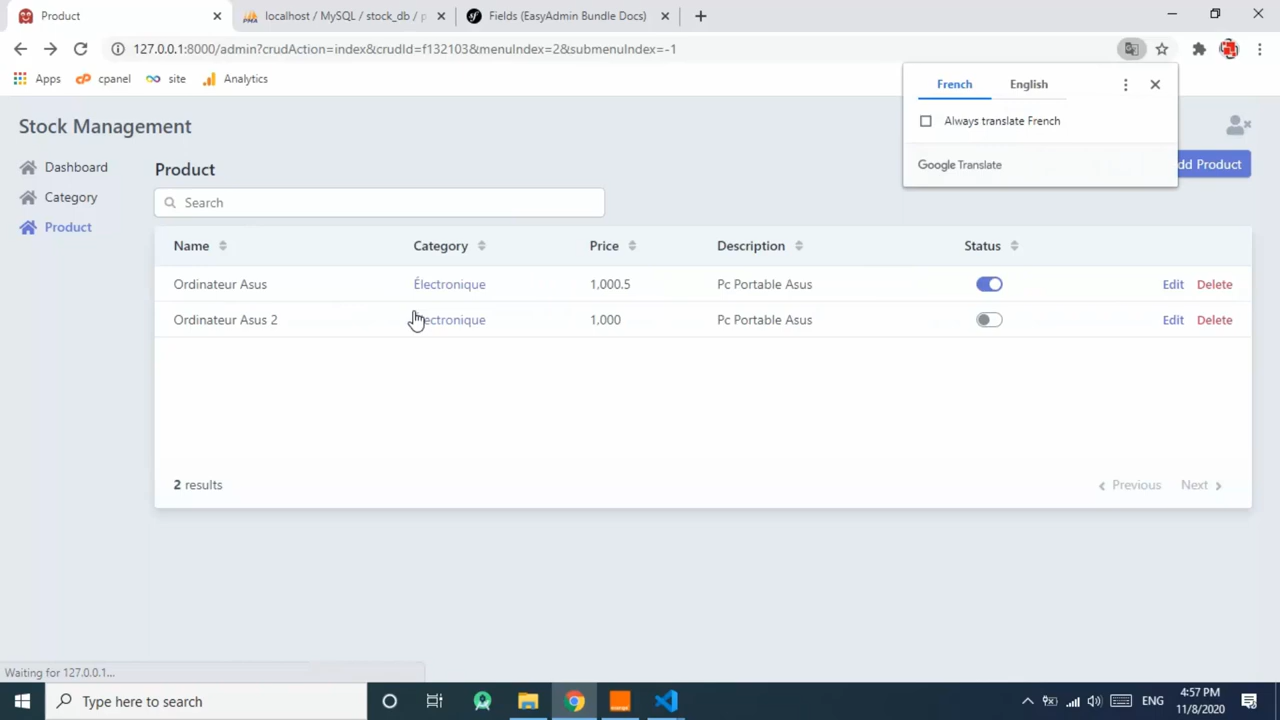 Product
localhost / MySQL / stock_db / p
Fields (EasyAdmin Bundle Docs)
127.0.0.1:8000/admin?crudAction=index&crudId=f132103&menuIndex=2&submenuIndex=-1
Apps cpanel site Analytics
French English
Always translate French
Google Translate
Stock Management
Dashboard
Category
Product
Product
dd Product
Search
Name Category Price Description Status
Ordinateur Asus Électronique 1,000.5 Pc Portable Asus Edit Delete
Ordinateur Asus 2 ectronique 1,000 Pc Portable Asus Edit Delete
2 results
Previous Next
Waiting for 127.0.0.1...
Type here to search
ENG
4:57 PM
11/8/2020